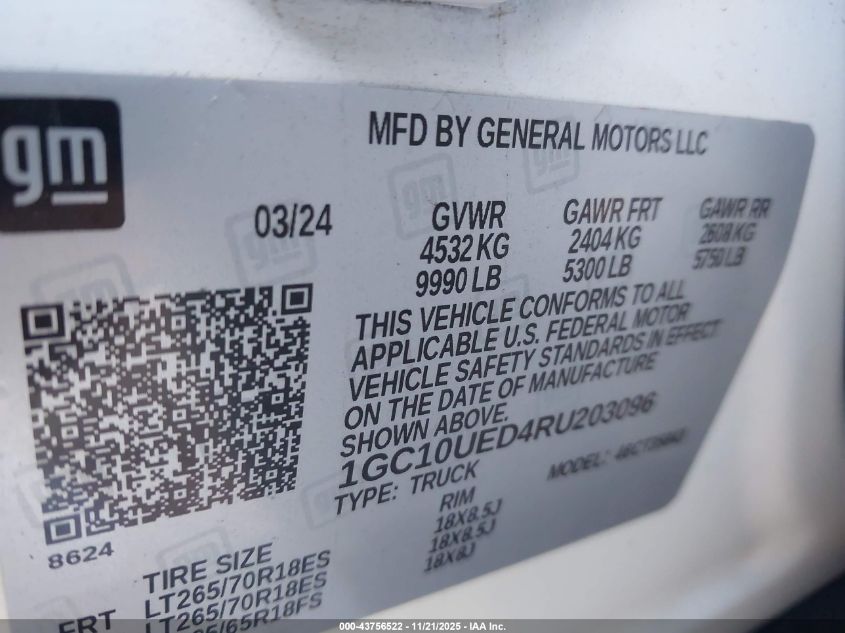 gm
MFD BY GENERAL MOTORS LLC
03/24
GVWR GAWR FRT GAWR RR
4532 KG 2404 KG 2608 KG
9990 LB 5300 LB 5750 LB
THIS VEHICLE CONFORMS TO ALL
APPLICABLE U.S. FEDERAL MOTOR
VEHICLE SAFETY STANDARDS IN EFFECT
ON THE DATE OF MANUFACTURE
SHOWN ABOVE.
1GC10UED4RU203096
TYPE: TRUCK MODEL:
8624
TIRE SIZE RIM
LT265/70R18ES 18X8.5J
FRT LT265/70R18ES 18X8.5J
18X8J
000-43756522 — 11/21/2025 — IAA Inc.